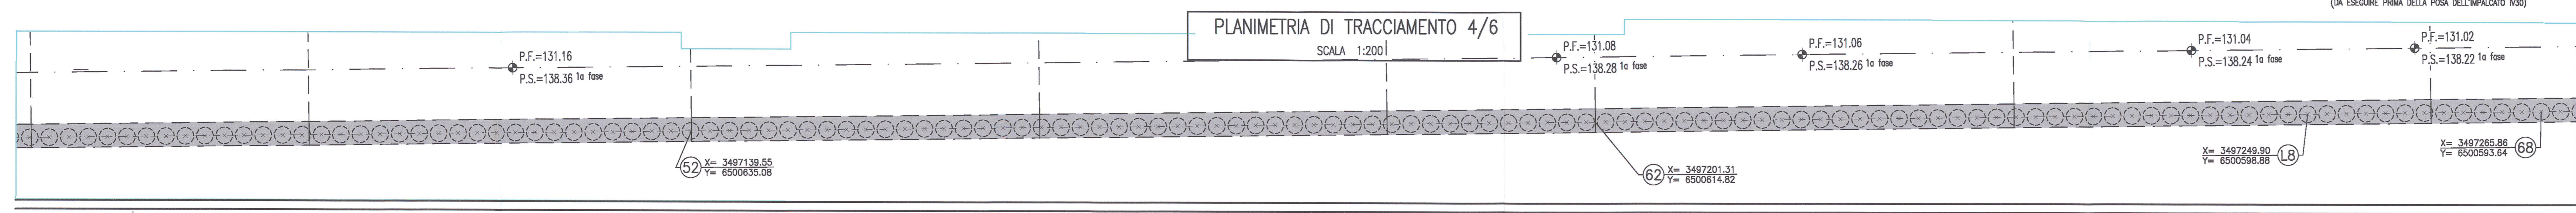 (DA ESEGUIRE PRIMA DELLA POSA DELL'IMPALCATO IV30)
PLANIMETRIA DI TRACCIAMENTO 4/6
SCALA 1:200
P.F.=131.16
P.S.=138.36 1a fase
P.F.=131.08
P.S.=138.28 1a fase
P.F.=131.06
P.S.=138.26 1a fase
P.F.=131.04
P.S.=138.24 1a fase
P.F.=131.02
P.S.=138.22 1a fase
52
X= 3497139.55
Y= 6500635.08
62
X= 3497201.31
Y= 6500614.82
X= 3497249.90
Y= 6500598.88
L8
X= 3497265.86
Y= 6500593.64
68